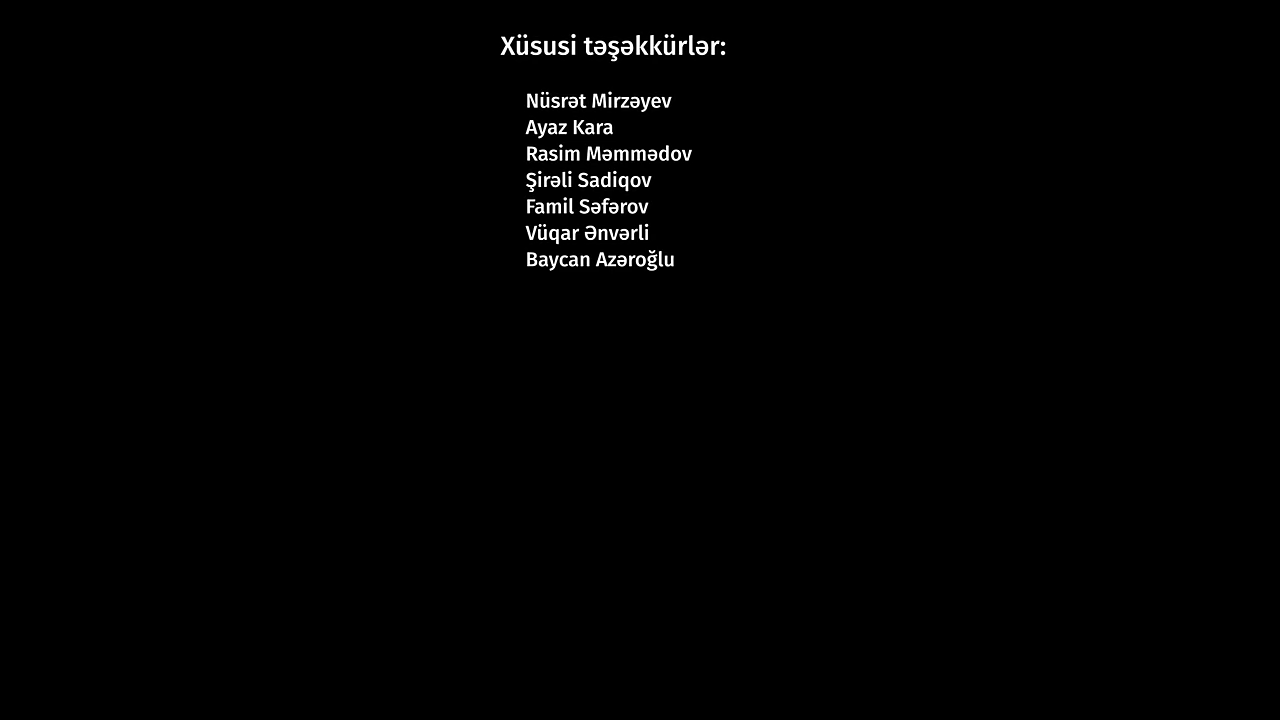 Xüsusi təşəkkürlər:
Nüsrət Mirzəyev
Ayaz Kara
Rasim Məmmədov
Şirəli Sadiqov
Famil Səfərov
Vüqar Ənvərli
Baycan Azəroğlu